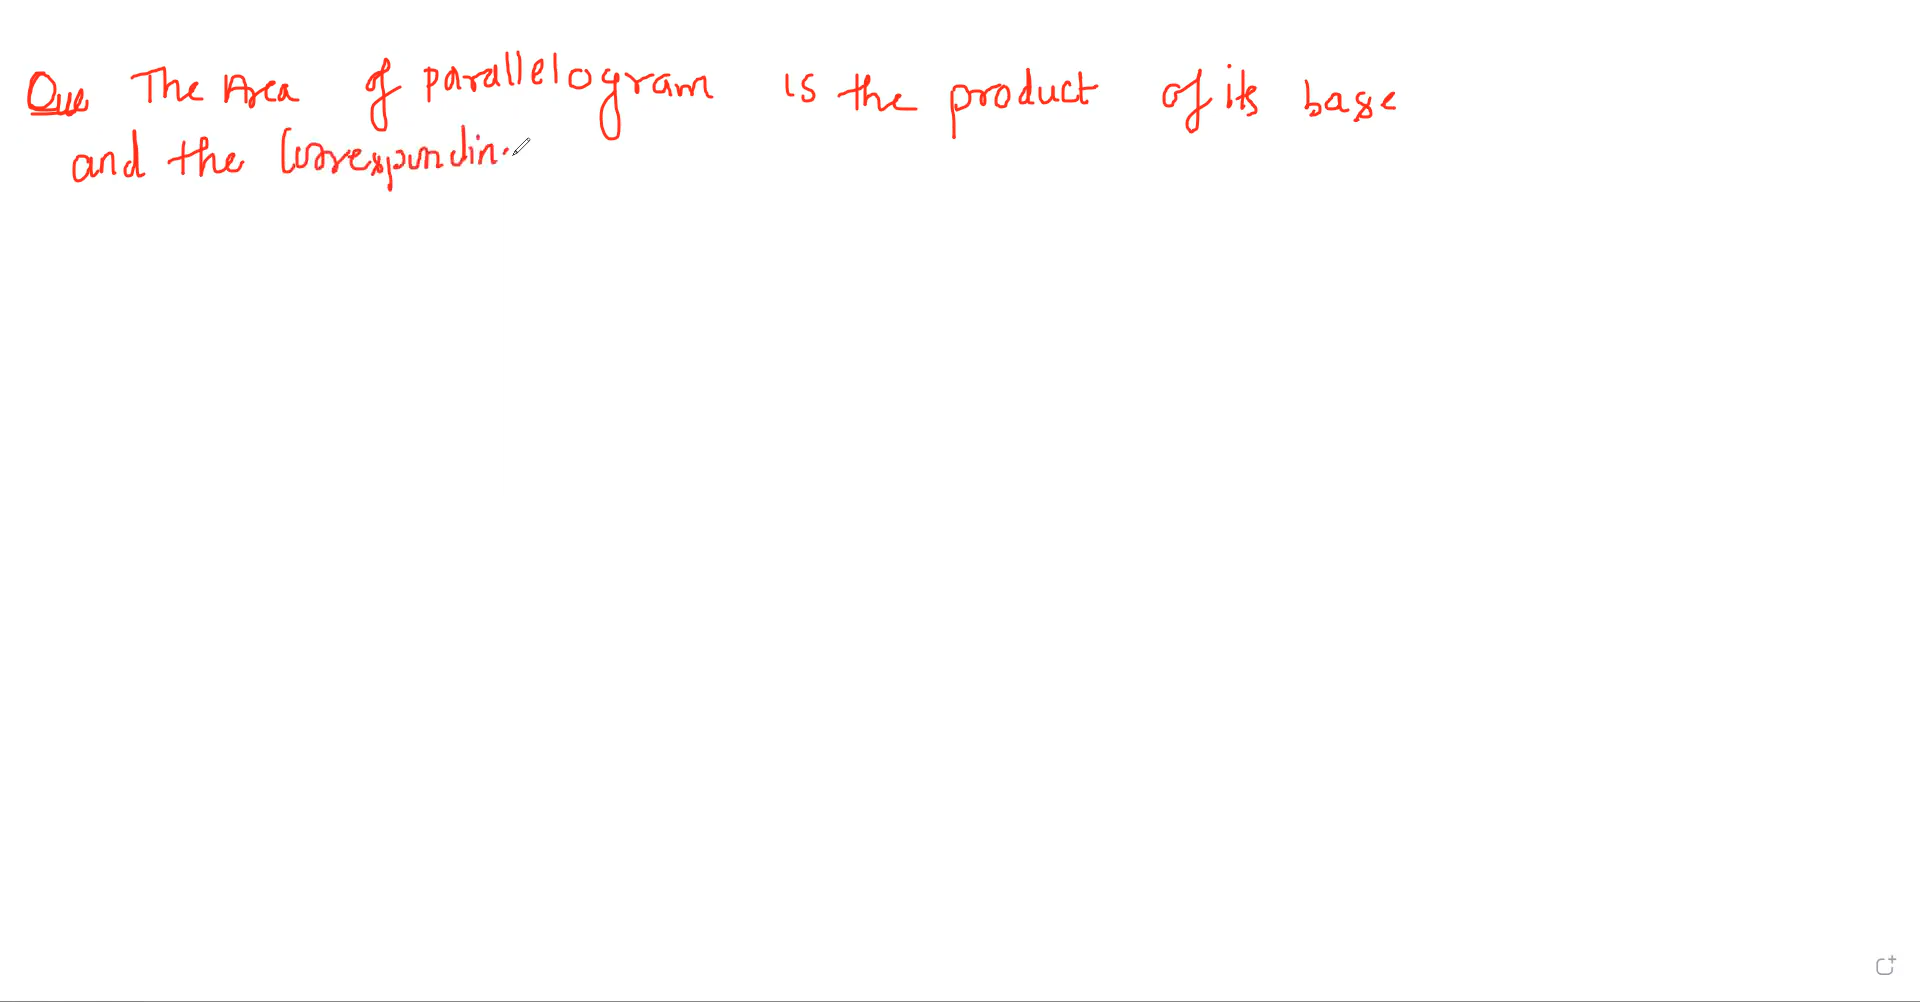 Que The Area of parallelogram is the product of its base
and the Correspondin